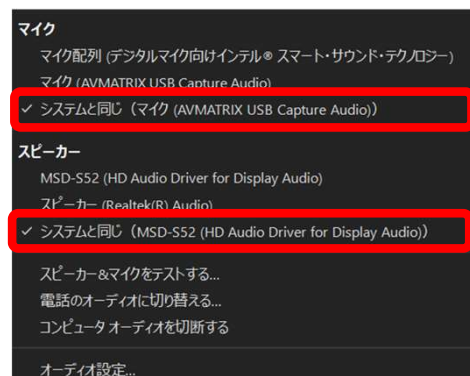 マイク
マイク配列 (デジタルマイク向けインテル® スマート・サウンド・テクノロジー)
マイク (AVMATRIX USB Capture Audio)
✓ システムと同じ（マイク (AVMATRIX USB Capture Audio)）
スピーカー
MSD-S52 (HD Audio Driver for Display Audio)
スピーカー (Realtek(R) Audio)
✓ システムと同じ（MSD-S52 (HD Audio Driver for Display Audio)）
スピーカー&マイクをテストする...
電話のオーディオに切り替える...
コンピュータ オーディオを切断する
オーディオ設定...